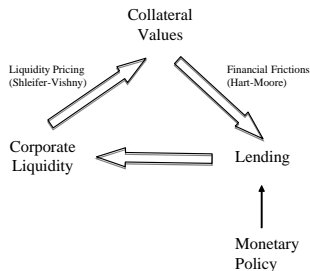 Collateral
Values
Liquidity Pricing
(Shleifer-Vishny)
Financial Frictions
(Hart-Moore)
Corporate
Liquidity
Lending
Monetary
Policy